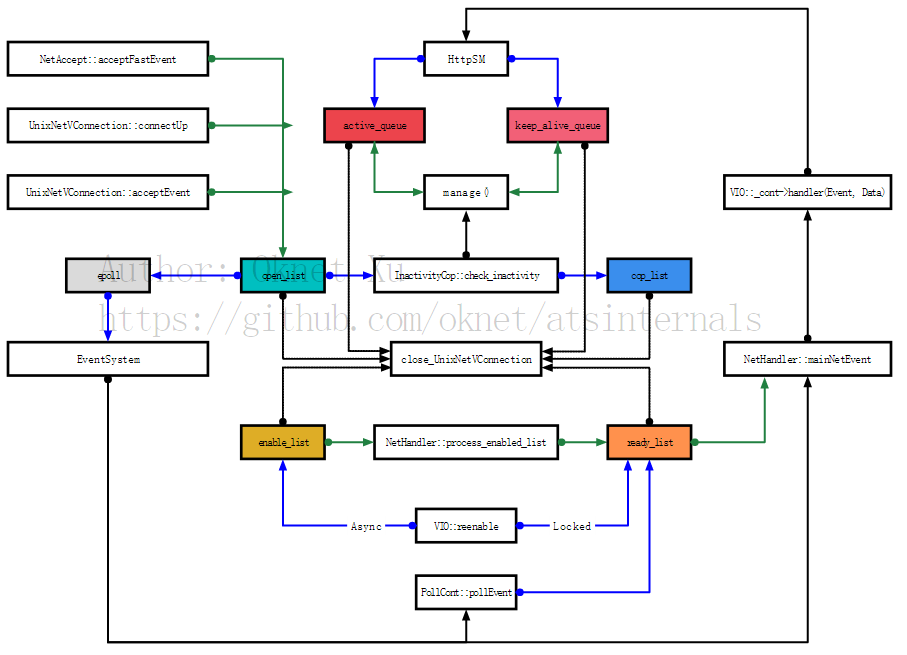 HttpSM
NetAccept::acceptFastEvent
UnixNetVConnection::connectUp
active_queue
keep_alive_queue
UnixNetVConnection::acceptEvent
manage()
VIO::_cont->handler(Event, Data)
Author: Oknet Xu
epoll
open_list
InactivityCop::check_inactivity
cop_list
https://github.com/oknet/atsinternals
EventSystem
close_UnixNetVConnection
NetHandler::mainNetEvent
enable_list
NetHandler::process_enabled_list
ready_list
Async
VIO::reenable
Locked
PollCont::pollEvent